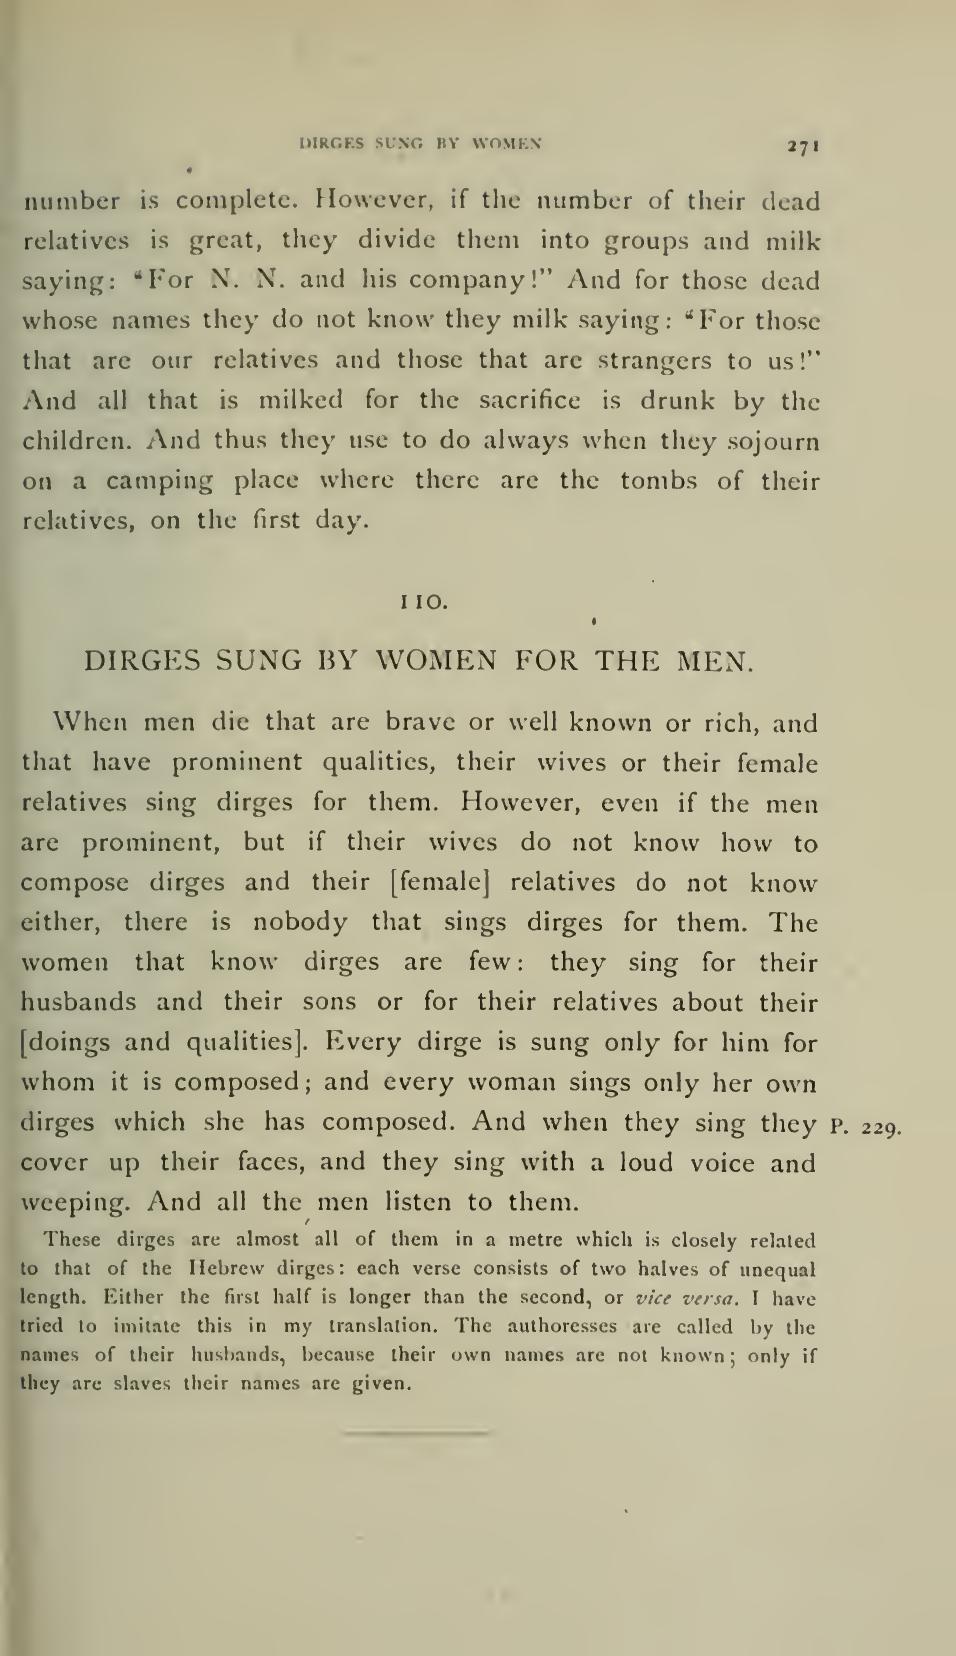 DIRGES SUNG BY WOMEN 271
number is complete. However, if the number of their dead
relatives is great, they divide them into groups and milk
saying: “For N. N. and his company!” And for those dead
whose names they do not know they milk saying: “For those
that are our relatives and those that are strangers to us!”
And all that is milked for the sacrifice is drunk by the
children. And thus they use to do always when they sojourn
on a camping place where there are the tombs of their
relatives, on the first day.
110.
DIRGES SUNG BY WOMEN FOR THE MEN.
When men die that are brave or well known or rich, and
that have prominent qualities, their wives or their female
relatives sing dirges for them. However, even if the men
are prominent, but if their wives do not know how to
compose dirges and their [female] relatives do not know
either, there is nobody that sings dirges for them. The
women that know dirges are few: they sing for their
husbands and their sons or for their relatives about their
[doings and qualities]. Every dirge is sung only for him for
whom it is composed; and every woman sings only her own
dirges which she has composed. And when they sing they P. 229.
cover up their faces, and they sing with a loud voice and
weeping. And all the men listen to them.
These dirges are almost all of them in a metre which is closely related
to that of the Hebrew dirges: each verse consists of two halves of unequal
length. Either the first half is longer than the second, or vice versa. I have
tried to imitate this in my translation. The authoresses are called by the
names of their husbands, because their own names are not known; only if
they are slaves their names are given.